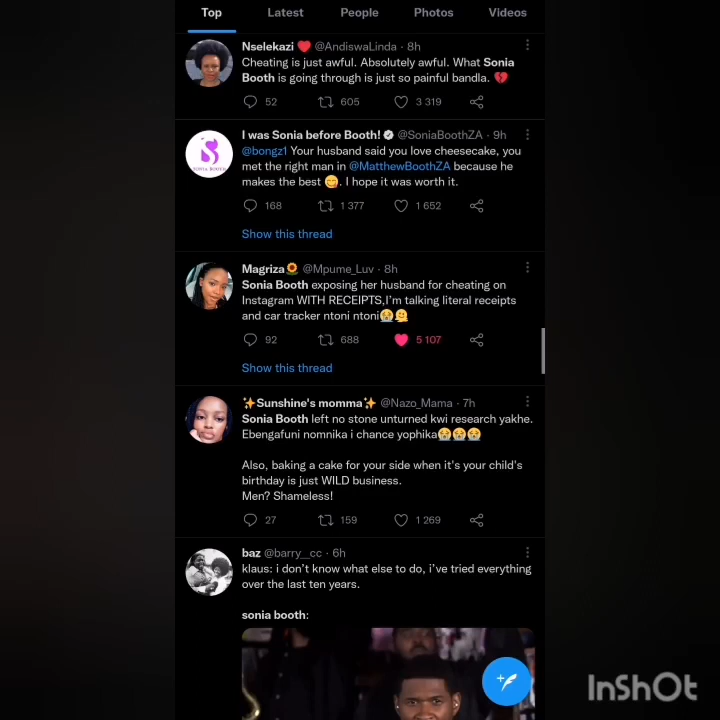 Top Latest People Photos Videos
Nselekazi ❤️ @AndiswaLinda · 8h
Cheating is just awful. Absolutely awful. What Sonia
Booth is going through is just so painful bandla. 💔
52 605 3 319
I was Sonia before Booth! @SoniaBoothZA · 9h
@bongz1 Your husband said you love cheesecake, you
met the right man in @MatthewBoothZA because he
makes the best 😋. I hope it was worth it.
168 1 377 1 652
Show this thread
SONIA BOOTH
Magriza🌻 @Mpume_Luv · 8h
Sonia Booth exposing her husband for cheating on
Instagram WITH RECEIPTS,I'm talking literal receipts
and car tracker ntoni ntoni😭🫠
92 688 5 107
Show this thread
✨Sunshine's momma✨ @Nazo_Mama · 7h
Sonia Booth left no stone unturned kwi research yakhe.
Ebengafuni nomnika i chance yophika😭😭😭
Also, baking a cake for your side when it's your child's
birthday is just WILD business.
Men? Shameless!
27 159 1 269
baz @barry__cc · 6h
klaus: i don't know what else to do, i've tried everything
over the last ten years.
sonia booth:
InShOt